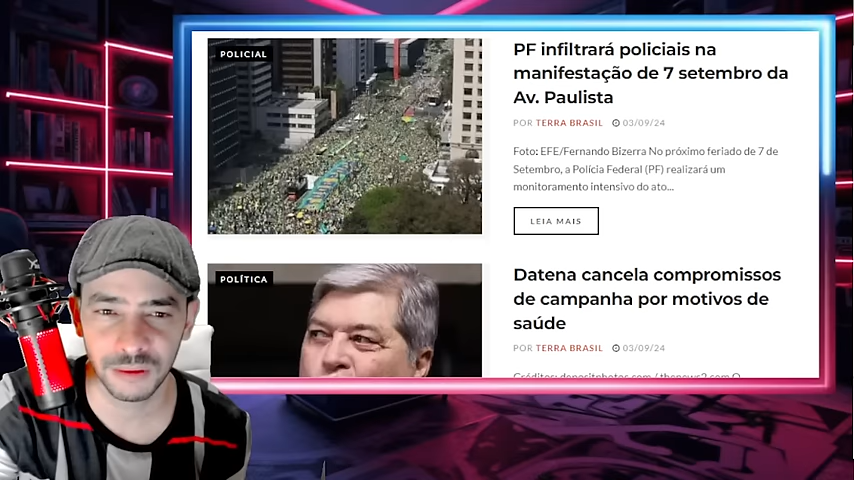 POLICIAL
PF infiltrará policiais na
manifestação de 7 setembro da
Av. Paulista
POR TERRA BRASIL 03/09/24
Foto: EFE/Fernando Bizerra No próximo feriado de 7 de
Setembro, a Polícia Federal (PF) realizará um
monitoramento intensivo do ato...
LEIA MAIS
POLÍTICA
Datena cancela compromissos
de campanha por motivos de
saúde
POR TERRA BRASIL 03/09/24